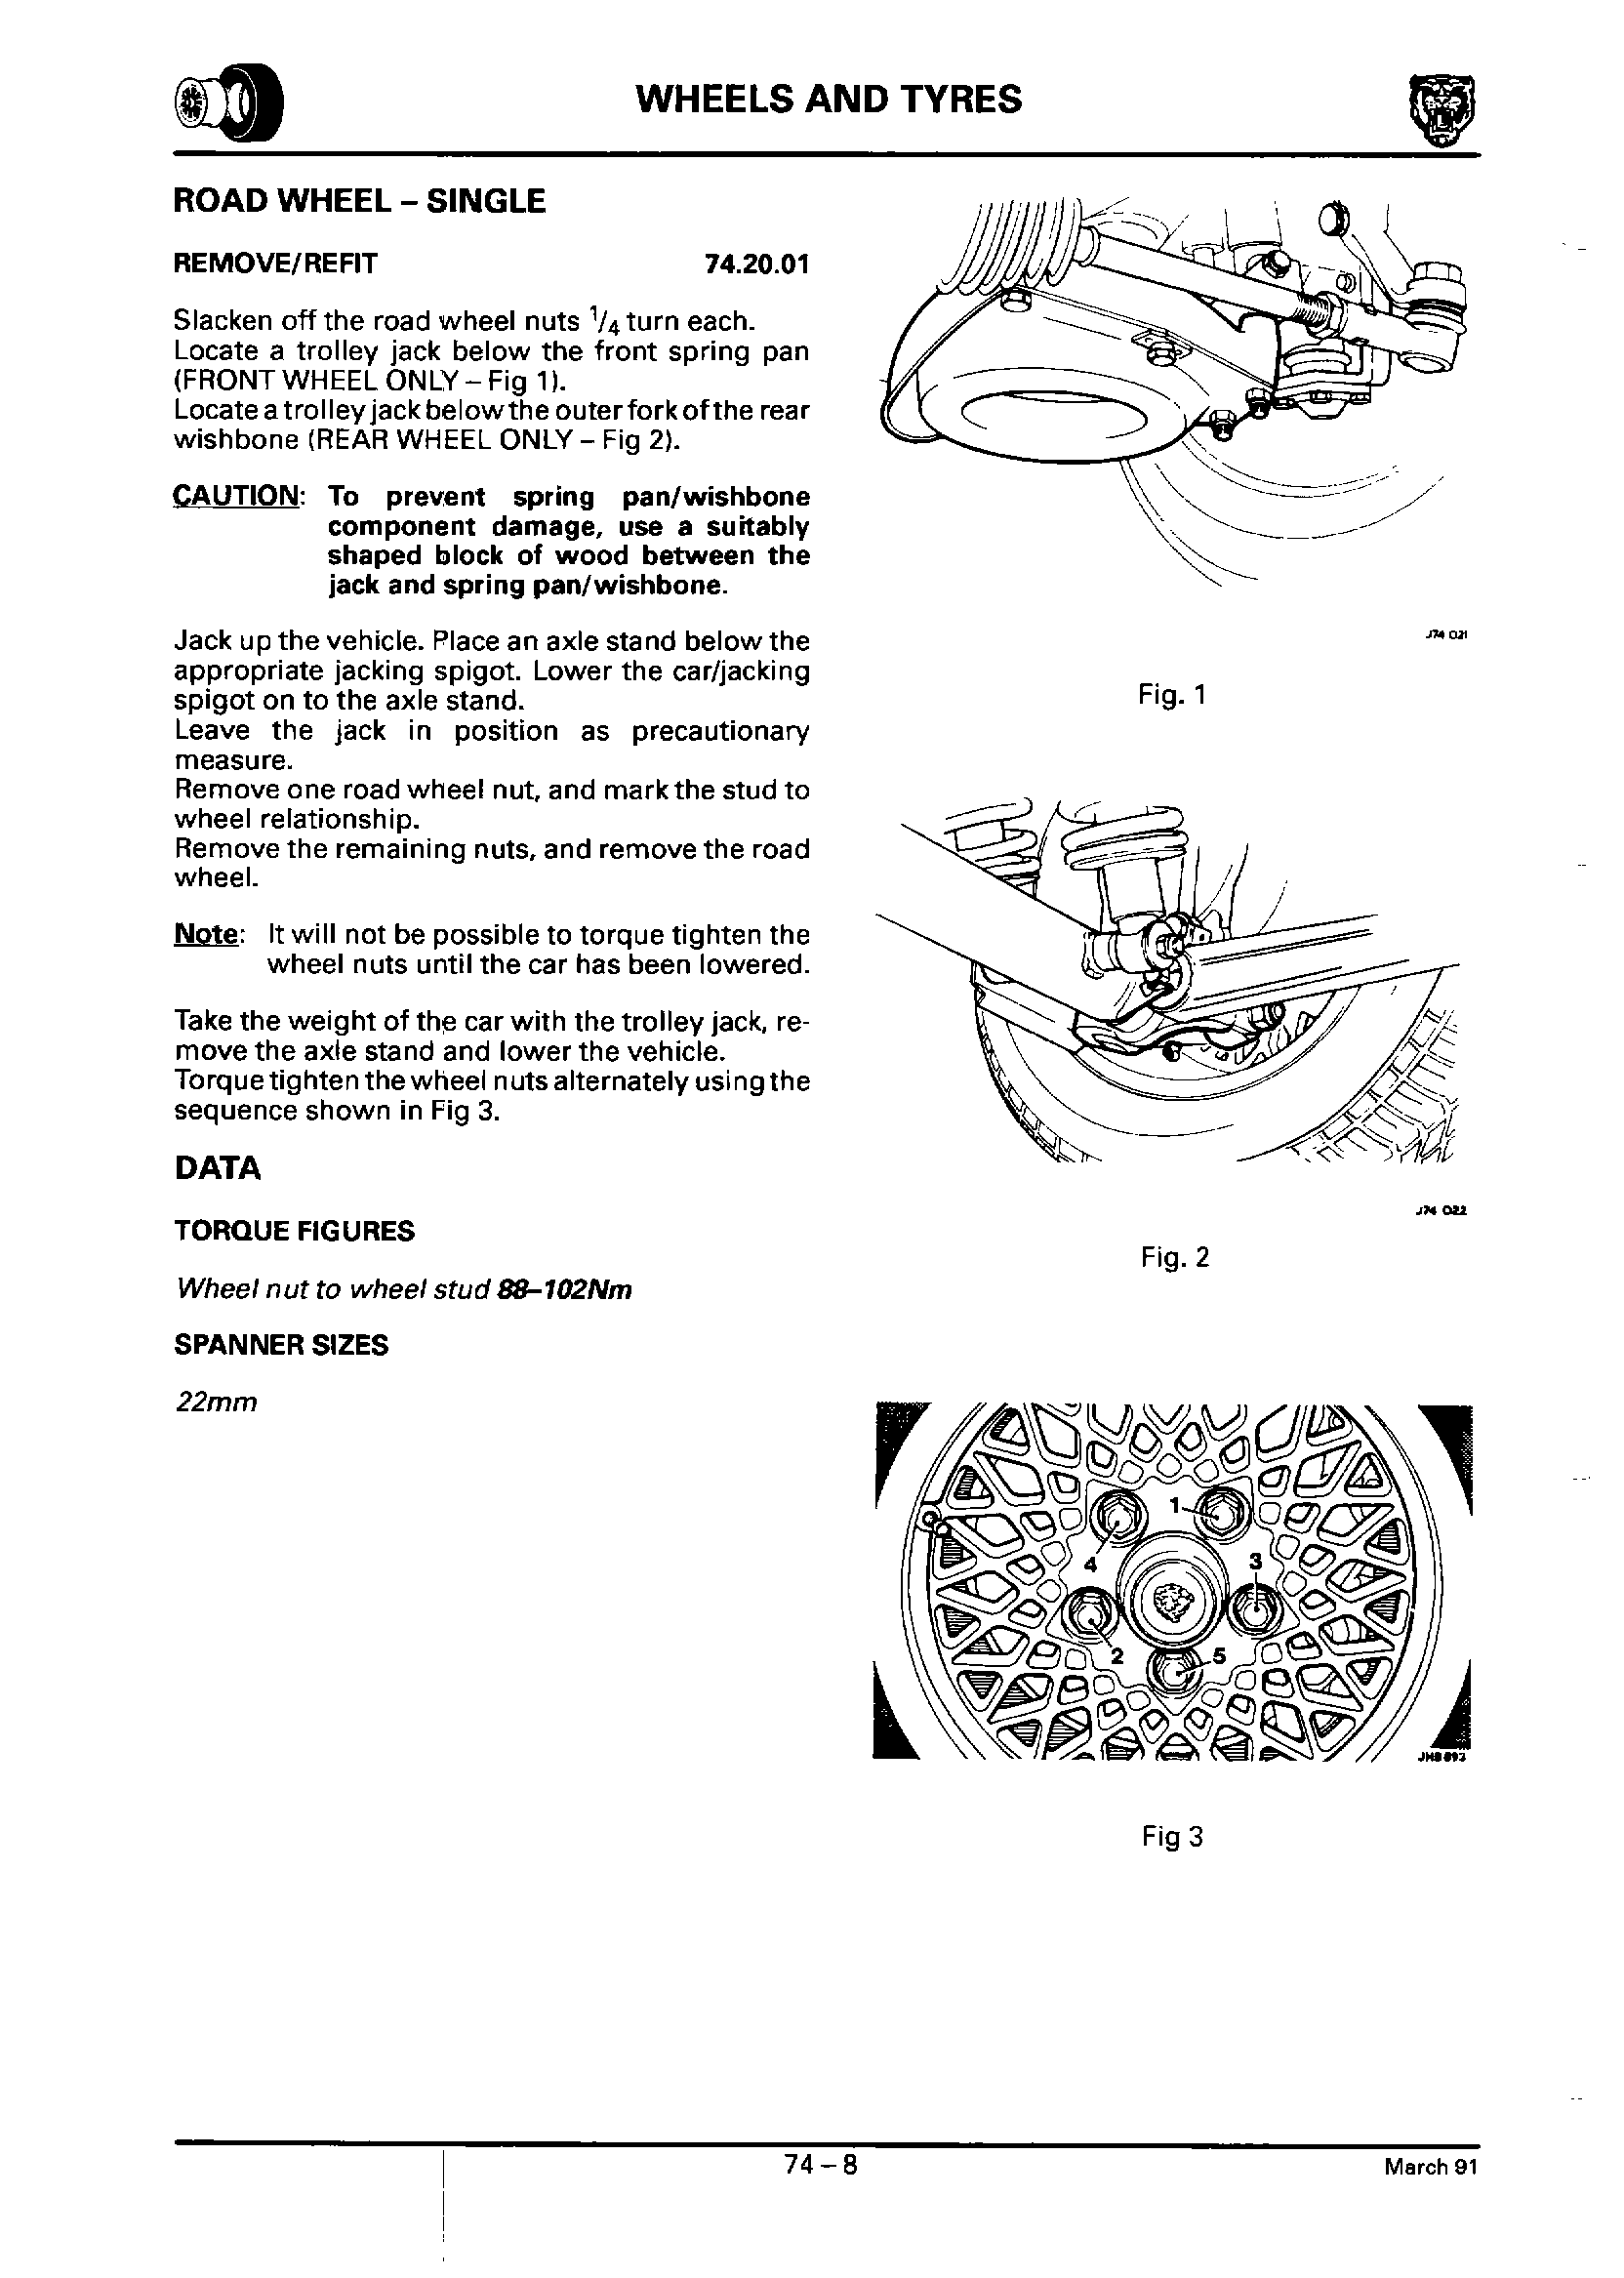 WHEELS AND TYRES
ROAD WHEEL – SINGLE
REMOVE/REFIT 74.20.01
Slacken off the road wheel nuts 1/4 turn each.
Locate a trolley jack below the front spring pan
(FRONT WHEEL ONLY – Fig 1).
Locate a trolley jack below the outer fork of the rear
wishbone (REAR WHEEL ONLY – Fig 2).
CAUTION: To prevent spring pan/wishbone
component damage, use a suitably
shaped block of wood between the
jack and spring pan/wishbone.
Jack up the vehicle. Place an axle stand below the
appropriate jacking spigot. Lower the car/jacking
spigot on to the axle stand.
Leave the jack in position as precautionary
measure.
Remove one road wheel nut, and mark the stud to
wheel relationship.
Remove the remaining nuts, and remove the road
wheel.
Note: It will not be possible to torque tighten the
wheel nuts until the car has been lowered.
Take the weight of the car with the trolley jack, re-
move the axle stand and lower the vehicle.
Torque tighten the wheel nuts alternately using the
sequence shown in Fig 3.
DATA
TORQUE FIGURES
Wheel nut to wheel stud 88–102Nm
SPANNER SIZES
22mm
J74 021
Fig. 1
J74 022
Fig. 2
1
4
3
2
5
Fig 3
74 – 8
March 91